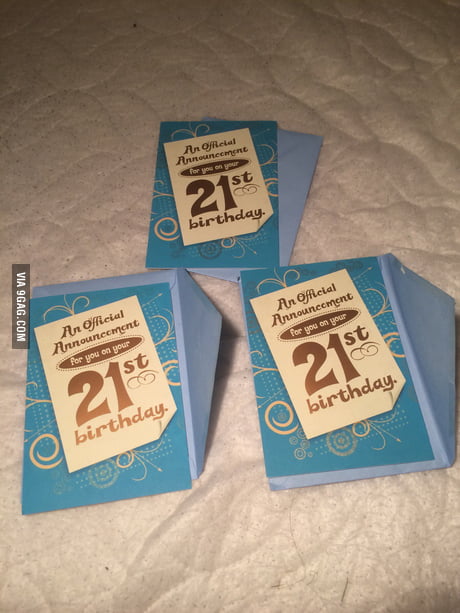 An Official
Announcement
for you on your
21st
birthday.
An Official
Announcement
for you on your
21st
birthday.
An Official
Announcement
for you on your
21st
birthday.
VIA 9GAG.COM